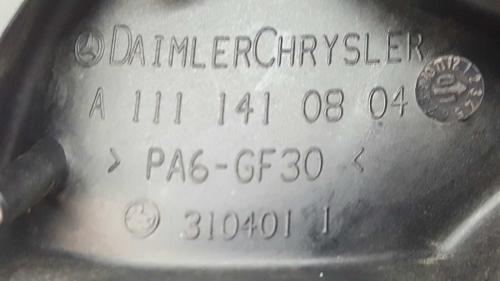 DAIMLERCHRYSLER
A 111 141 08 04
> PA6-GF30 <
310401 1